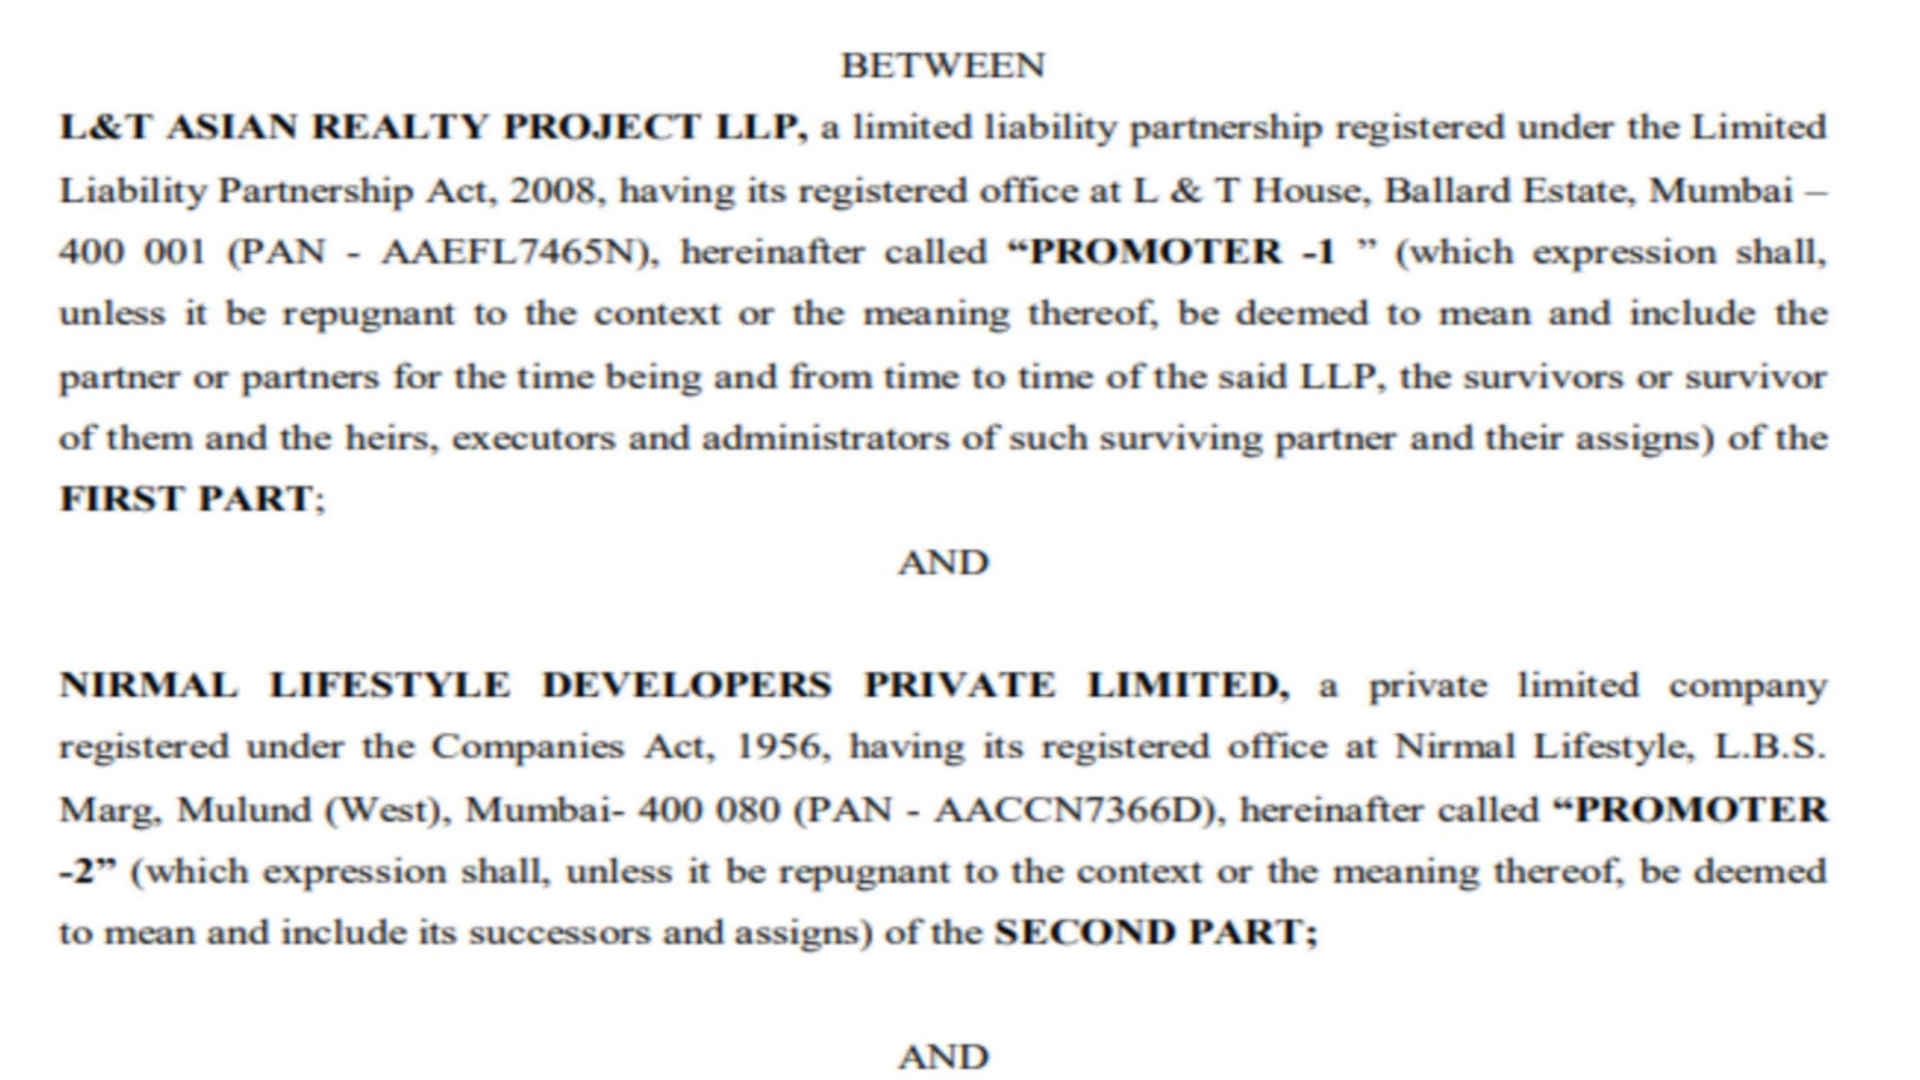 BETWEEN
L&T ASIAN REALTY PROJECT LLP, a limited liability partnership registered under the Limited
Liability Partnership Act, 2008, having its registered office at L & T House, Ballard Estate, Mumbai –
400 001 (PAN - AAEFL7465N), hereinafter called “PROMOTER -1 ” (which expression shall,
unless it be repugnant to the context or the meaning thereof, be deemed to mean and include the
partner or partners for the time being and from time to time of the said LLP, the survivors or survivor
of them and the heirs, executors and administrators of such surviving partner and their assigns) of the
FIRST PART;
AND
NIRMAL LIFESTYLE DEVELOPERS PRIVATE LIMITED, a private limited company
registered under the Companies Act, 1956, having its registered office at Nirmal Lifestyle, L.B.S.
Marg, Mulund (West), Mumbai- 400 080 (PAN - AACCN7366D), hereinafter called “PROMOTER
-2” (which expression shall, unless it be repugnant to the context or the meaning thereof, be deemed
to mean and include its successors and assigns) of the SECOND PART;
AND